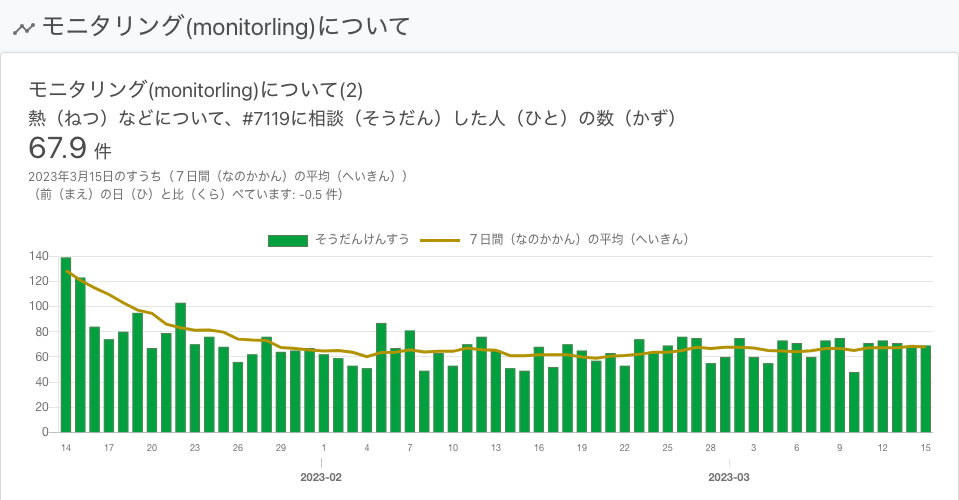 モニタリング(monitorling)について
モニタリング(monitorling)について(2)
熱（ねつ）などについて、#7119に相談（そうだん）した人（ひと）の数（かず）
67.9 件
2023年3月15日のすうち（７日間（なのかかん）の平均（へいきん））
（前（まえ）の日（ひ）と比（くら）べています: -0.5 件）
そうだんけんすう ７日間（なのかかん）の平均（へいきん）
140
120
100
80
60
40
20
0
14 17 20 23 26 29 1 4 7 10 13 16 19 22 25 28 3 6 9 12 15
2023-02 2023-03